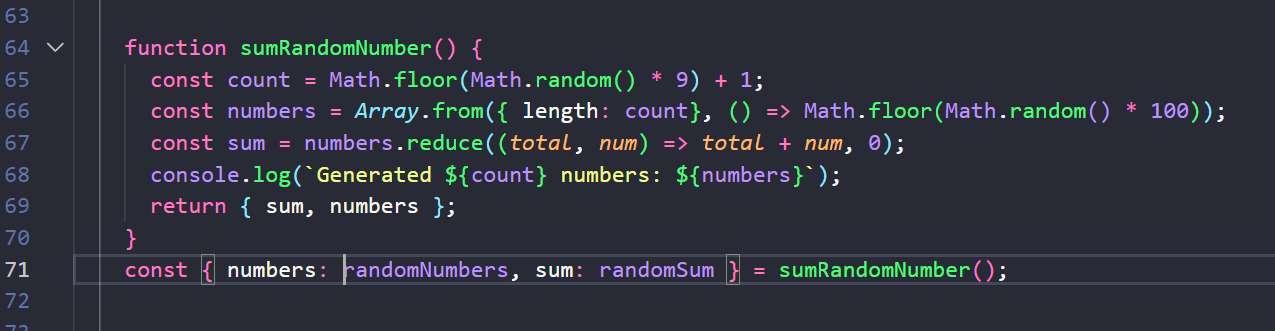 63
64 function sumRandomNumber() {
65 const count = Math.floor(Math.random() * 9) + 1;
66 const numbers = Array.from({ length: count}, () => Math.floor(Math.random() * 100));
67 const sum = numbers.reduce((total, num) => total + num, 0);
68 console.log(`Generated ${count} numbers: ${numbers}`);
69 return { sum, numbers };
70 }
71 const { numbers: randomNumbers, sum: randomSum } = sumRandomNumber();
72